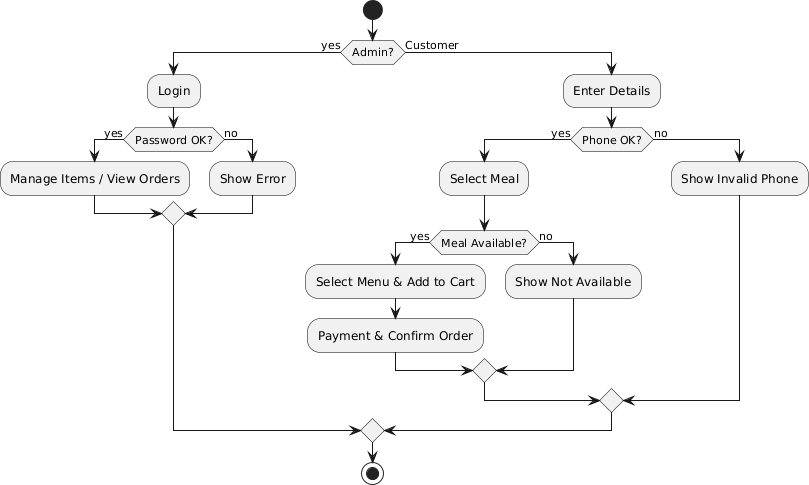 yes
Admin?
Customer
Login
Enter Details
yes
Password OK?
no
yes
Phone OK?
no
Manage Items / View Orders
Show Error
Select Meal
Show Invalid Phone
yes
Meal Available?
no
Select Menu & Add to Cart
Show Not Available
Payment & Confirm Order